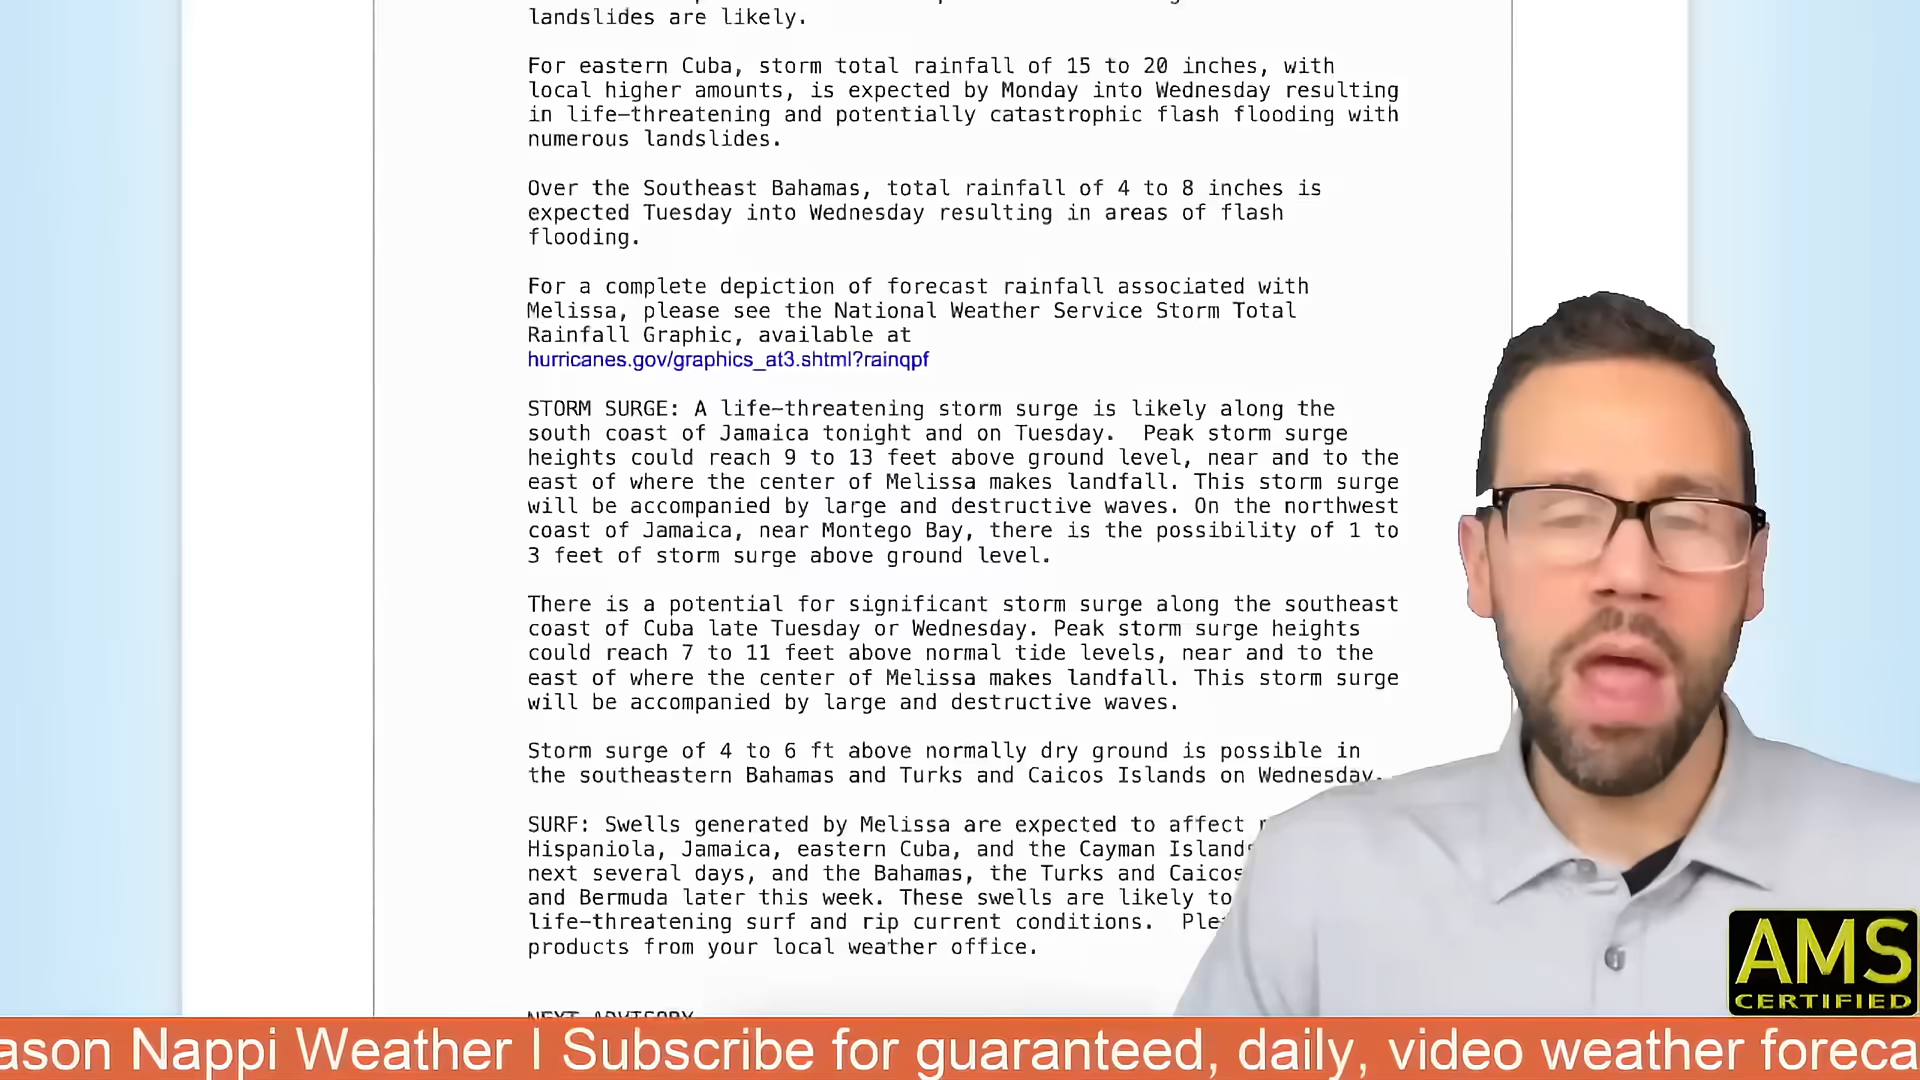 landslides are likely.
For eastern Cuba, storm total rainfall of 15 to 20 inches, with
local higher amounts, is expected by Monday into Wednesday resulting
in life-threatening and potentially catastrophic flash flooding with
numerous landslides.
Over the Southeast Bahamas, total rainfall of 4 to 8 inches is
expected Tuesday into Wednesday resulting in areas of flash
flooding.
For a complete depiction of forecast rainfall associated with
Melissa, please see the National Weather Service Storm Total
Rainfall Graphic, available at
hurricanes.gov/graphics_at3.shtml?rainqpf
STORM SURGE: A life-threatening storm surge is likely along the
south coast of Jamaica tonight and on Tuesday.  Peak storm surge
heights could reach 9 to 13 feet above ground level, near and to the
east of where the center of Melissa makes landfall. This storm surge
will be accompanied by large and destructive waves. On the northwest
coast of Jamaica, near Montego Bay, there is the possibility of 1 to
3 feet of storm surge above ground level.
There is a potential for significant storm surge along the southeast
coast of Cuba late Tuesday or Wednesday. Peak storm surge heights
could reach 7 to 11 feet above normal tide levels, near and to the
east of where the center of Melissa makes landfall. This storm surge
will be accompanied by large and destructive waves.
Storm surge of 4 to 6 ft above normally dry ground is possible in
the southeastern Bahamas and Turks and Caicos Islands on Wednesday.
SURF: Swells generated by Melissa are expected to affect
Hispaniola, Jamaica, eastern Cuba, and the Cayman Islands
next several days, and the Bahamas, the Turks and Caicos
and Bermuda later this week. These swells are likely to
life-threatening surf and rip current conditions.
products from your local weather office.
NEXT ADVISORY
AMS
CERTIFIED
ason Nappi Weather | Subscribe for guaranteed, daily, video weather foreca